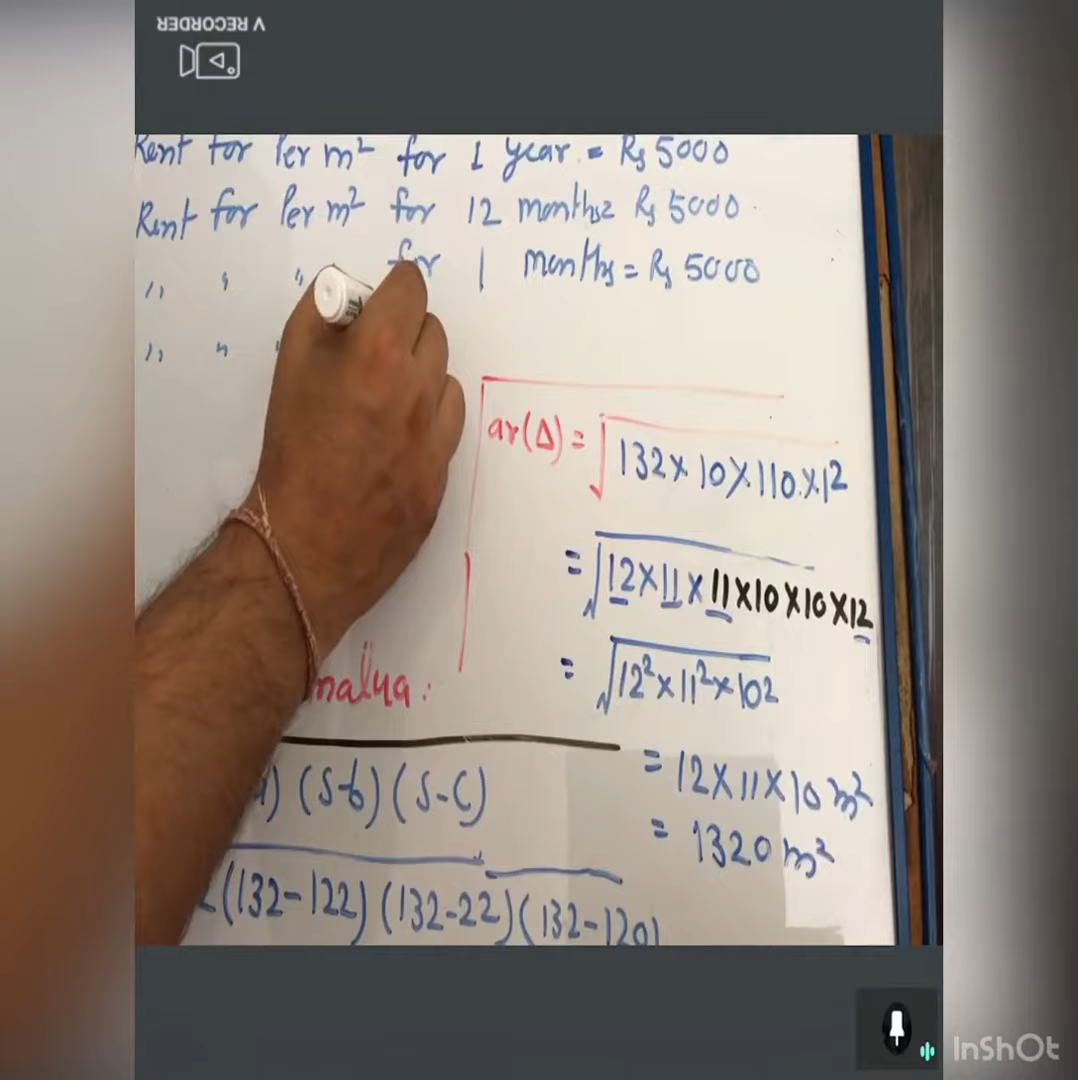 V RECORDER
Rent for Per m² for 1 year = Rs 5000
Rent for Per m² for 12 months = Rs 5000
,, ,, ,, for 1 months = Rs 5000
,, ,, ,,
ar(Δ) = √132×10×110×12
= √12×11×11×10×10×12
= √12²×11²×10²
= 12×11×10 m²
= 1320 m²
(S-b) (S-C)
(132-122) (132-22) (132-120)
InShOt